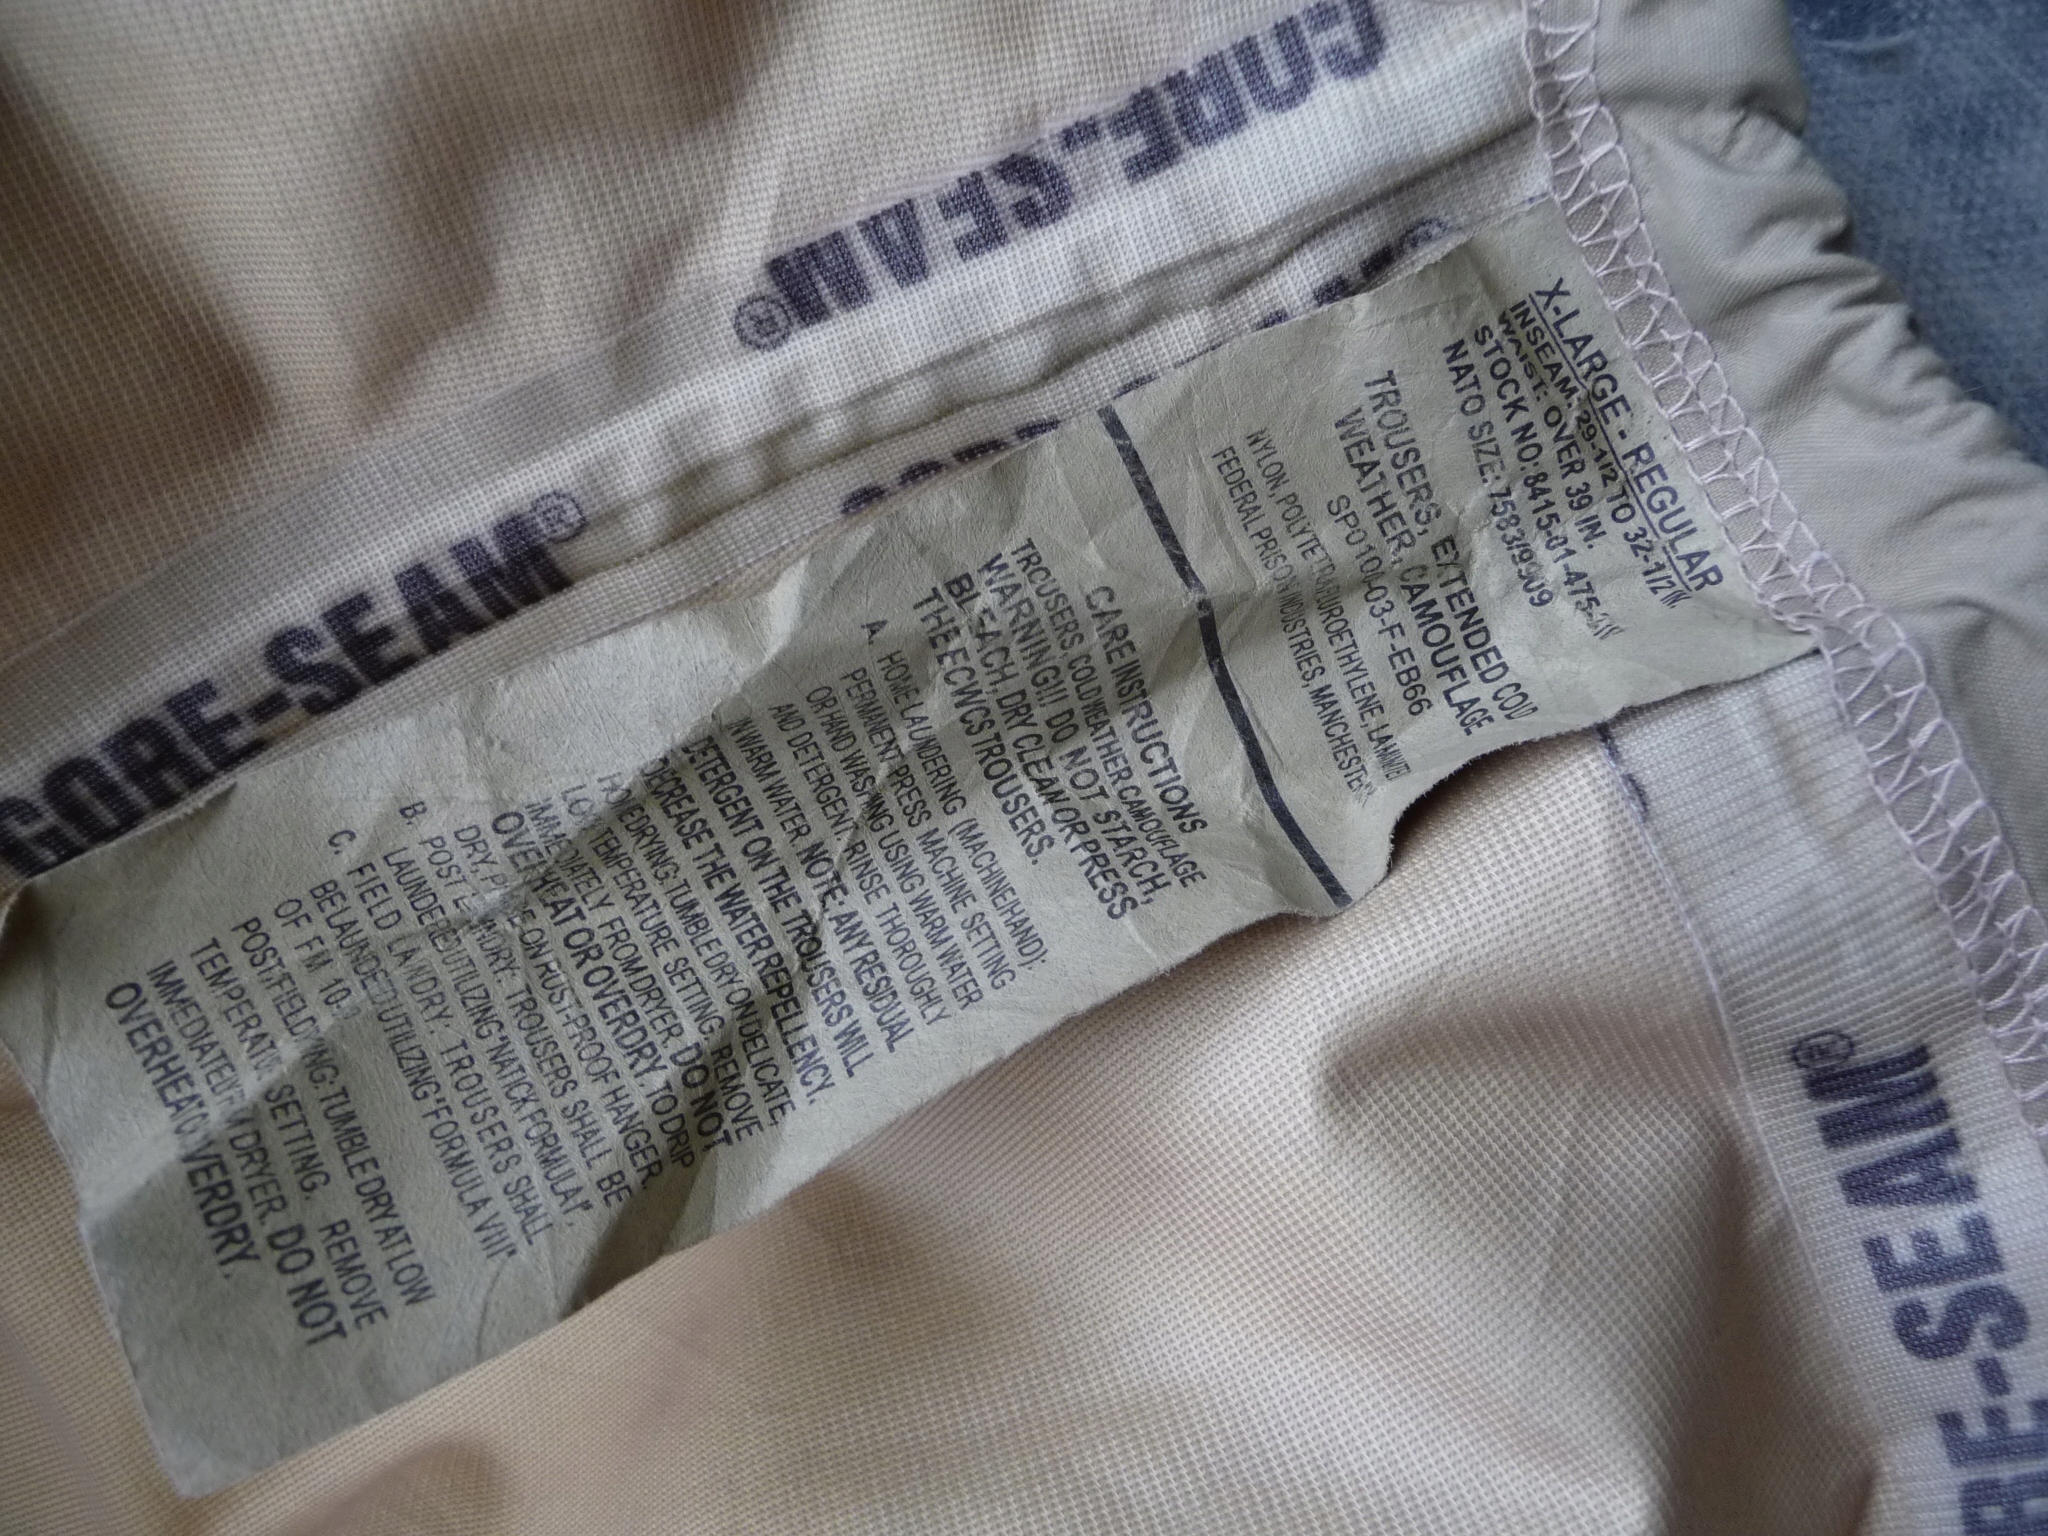 GORE-SEAM®
GORE-SEAM®
X-LARGE - REGULAR
INSEAM: 29-1/2 TO 32-1/2 IN.
WAIST: OVER 39 IN.
STOCK NO: 8415-01-475-
NATO SIZE: 7583/9909
TROUSERS, EXTENDED COLD
WEATHER, CAMOUFLAGE
SP0100-03-F-EB66
NYLON, POLYTETRAFLUROETHYLENE, LAMINATED
FEDERAL PRISON INDUSTRIES, MANCHESTER
CARE INSTRUCTIONS
TROUSERS, COLD WEATHER CAMOUFLAGE
WARNING!!! DO NOT STARCH,
BLEACH, DRY CLEAN OR PRESS
THE ECWCS TROUSERS.
A. HOME LAUNDERING (MACHINE/HAND):
PERMANENT PRESS MACHINE SETTING
OR HAND WASHING USING WARM WATER
AND DETERGENT, RINSE THOROUGHLY
IN WARM WATER. NOTE: ANY RESIDUAL
DETERGENT ON THE TROUSERS WILL
DECREASE THE WATER REPELLENCY.
HOME DRYING: TUMBLE DRY ON DELICATE,
LOW TEMPERATURE SETTING. REMOVE
IMMEDIATELY FROM DRYER. DO NOT
OVERHEAT OR OVERDRY. TO DRIP
DRY, PLACE ON RUST-PROOF HANGER.
B. POST LAUNDRY: TROUSERS SHALL BE
LAUNDERED UTILIZING "NATICK FORMULA I".
C. FIELD LAUNDRY: TROUSERS SHALL
BE LAUNDERED UTILIZING "FORMULA VIII"
OF FM 10-
POST/FIELD DRYING: TUMBLE DRY AT LOW
TEMPERATURE SETTING. REMOVE
IMMEDIATELY FROM DRYER. DO NOT
OVERHEAT OR OVERDRY.
®
GORE-SEAM®